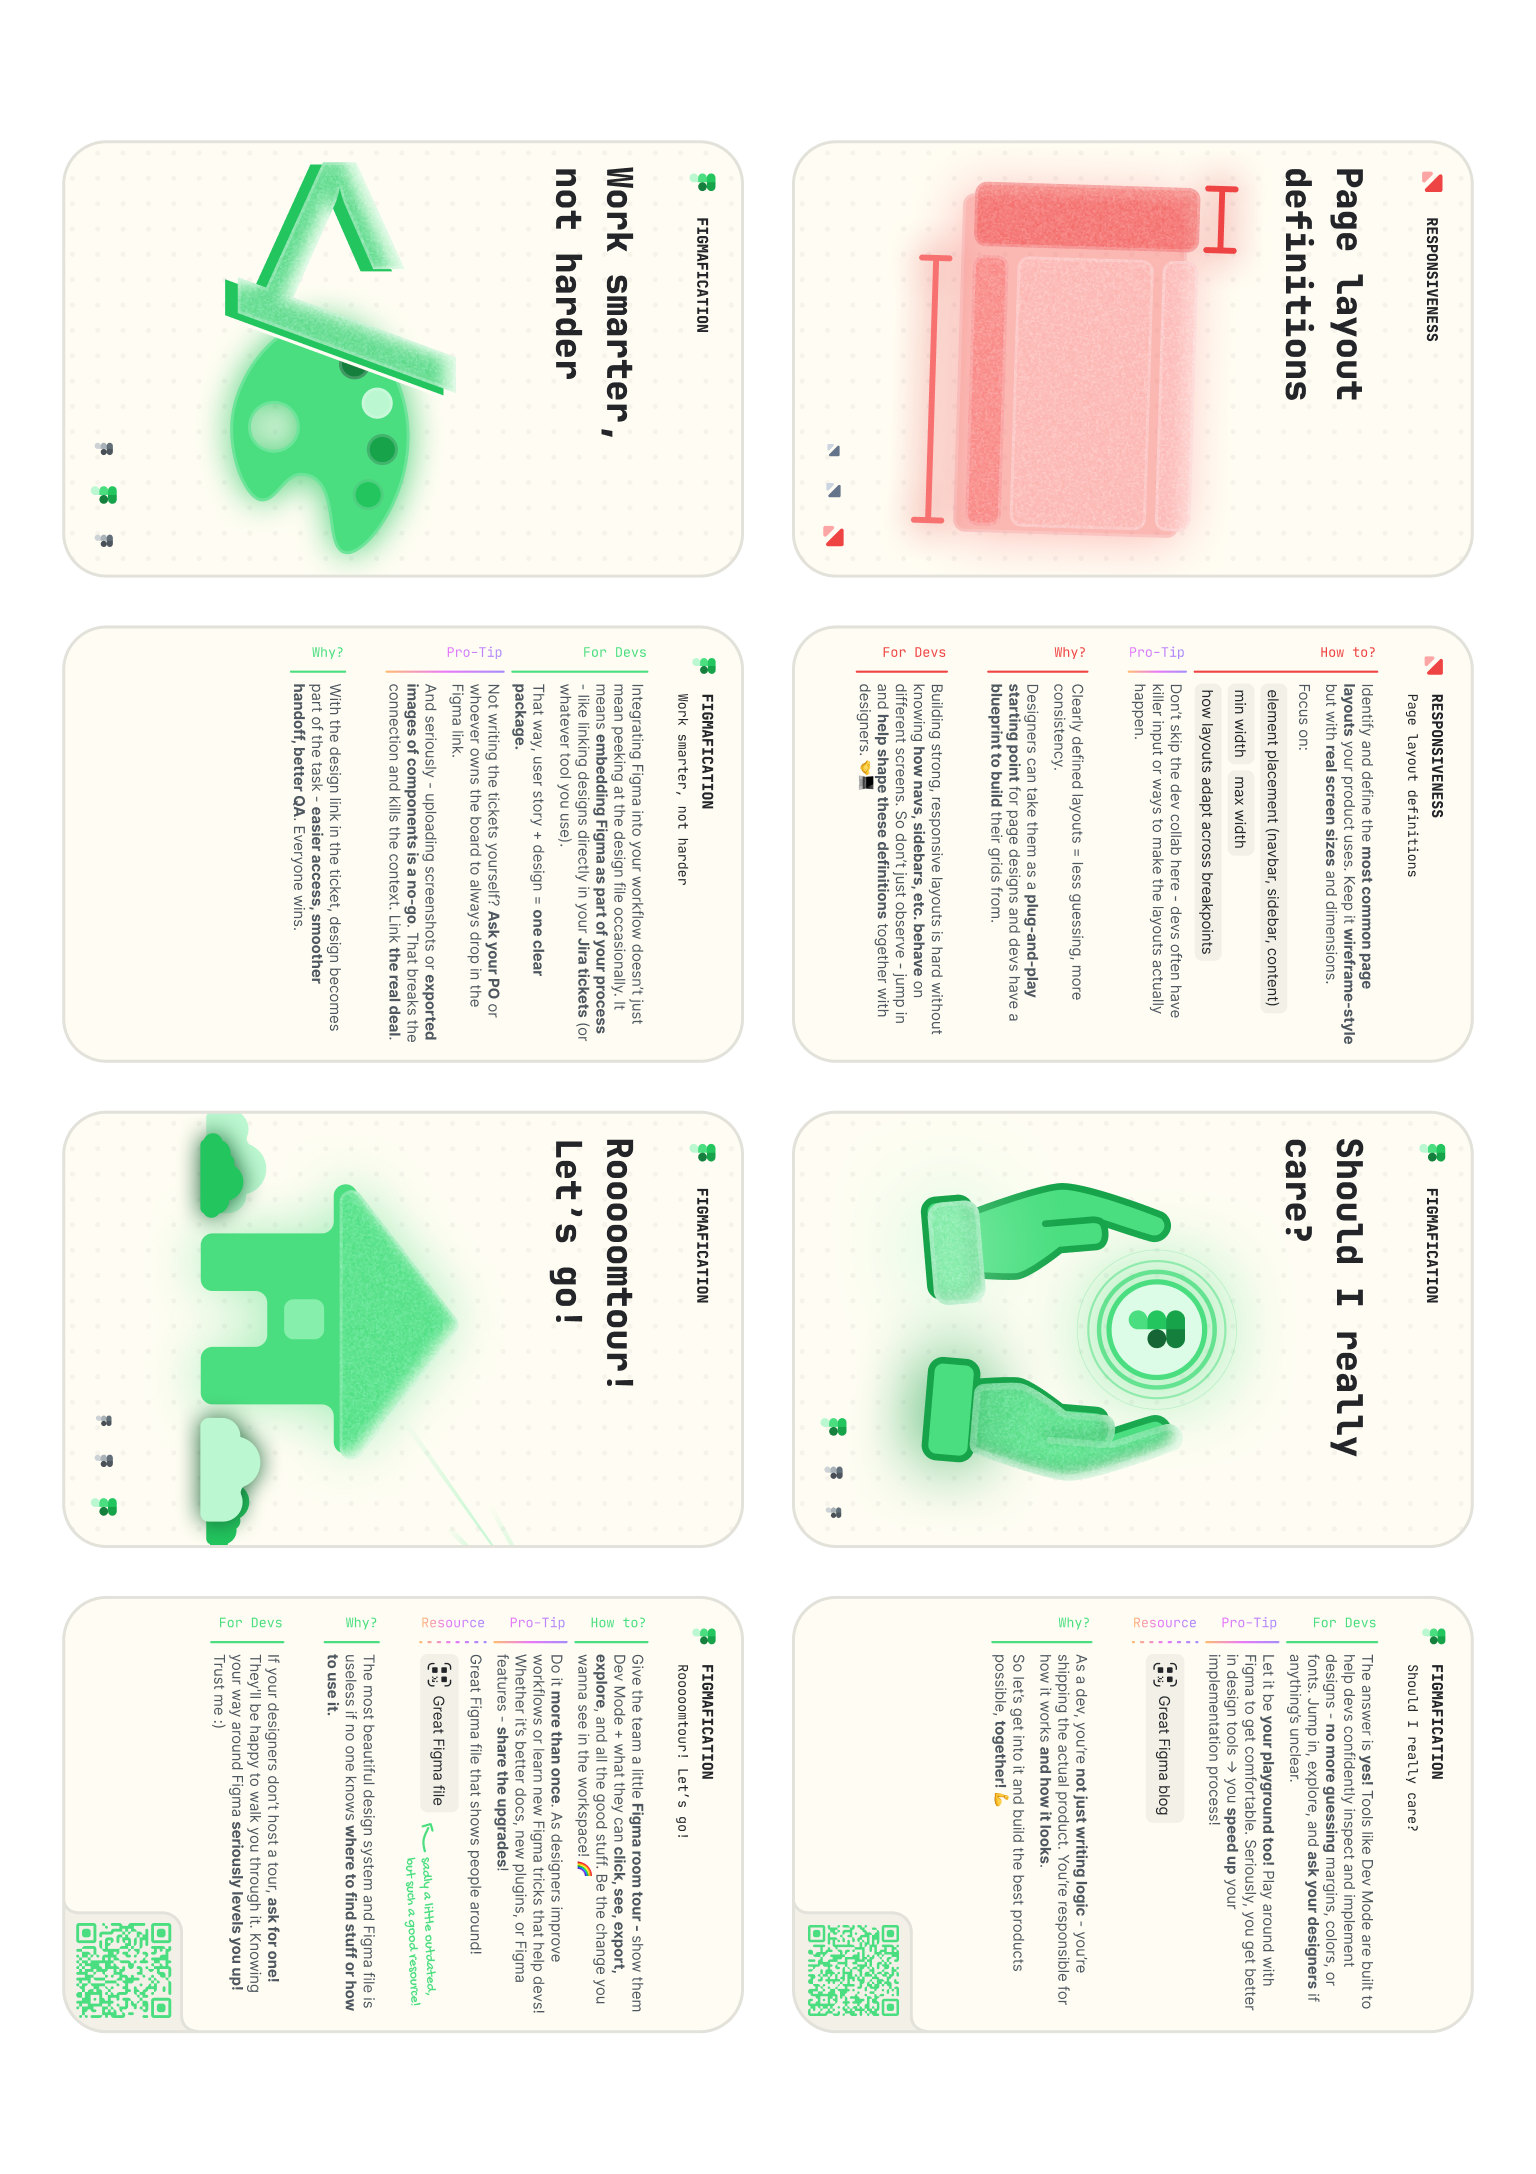 RESPONSIVENESS
Page layout
definitions
RESPONSIVENESS
Page layout definitions
How to?
Identify and define the most common page
layouts your product uses. Keep it wireframe-style
but with real screen sizes and dimensions.
Focus on:
element placement (navbar, sidebar, content)
min width max width
how layouts adapt across breakpoints
Pro-Tip
Don't skip the dev collab here - devs often have
killer input or ways to make the layouts actually
happen.
Why?
Clearly defined layouts = less guessing, more
consistency.
Designers can take them as a plug-and-play
starting point for page designs and devs have a
blueprint to build their grids from.
For Devs
Building strong, responsive layouts is hard without
knowing how navs, sidebars, etc. behave on
different screens. So don't just observe - jump in
and help shape these definitions together with
designers. 🤝💻
FIGMAFICATION
Should I really
care?
FIGMAFICATION
Should I really care?
For Devs
The answer is yes! Tools like Dev Mode are built to
help devs confidently inspect and implement
designs - no more guessing margins, colors, or
fonts. Jump in, explore, and ask your designers if
anything's unclear.
Pro-Tip
Let it be your playground too! Play around with
Figma to get comfortable. Seriously, you get better
in design tools → you speed up your
implementation process!
Resource
Great Figma blog
Why?
As a dev, you're not just writing logic - you're
shipping the actual product. You're responsible for
how it works and how it looks.
So let's get into it and build the best products
possible, together! 💪
FIGMAFICATION
Work smarter,
not harder
FIGMAFICATION
Work smarter, not harder
For Devs
Integrating Figma into your workflow doesn't just
mean peeking at the design file occasionally. It
means embedding Figma as part of your process
- like linking designs directly in your Jira tickets (or
whatever tool you use).
That way, user story + design = one clear
package.
Pro-Tip
Not writing the tickets yourself? Ask your PO or
whoever owns the board to always drop in the
Figma link.
And seriously - uploading screenshots or exported
images of components is a no-go. That breaks the
connection and kills the context. Link the real deal.
Why?
With the design link in the ticket, design becomes
part of the task - easier access, smoother
handoff, better QA. Everyone wins.
FIGMAFICATION
Rooooomtour!
Let's go!
FIGMAFICATION
Rooooomtour! Let's go!
How to?
Give the team a little Figma room tour - show them
Dev Mode + what they can click, see, export,
explore, and all the good stuff. Be the change you
wanna see in the workspace! 🌈
Pro-Tip
Do it more than once. As designers improve
workflows or learn new Figma tricks that help devs!
Whether it's better docs, new plugins, or Figma
features - share the upgrades!
Resource
Great Figma file that shows people around!
Great Figma file
sadly a little outdated,
but such a good resource!
Why?
The most beautiful design system and Figma file is
useless if no one knows where to find stuff or how
to use it.
For Devs
If your designers don't host a tour, ask for one!
They'll be happy to walk you through it. Knowing
your way around Figma seriously levels you up!
Trust me :)